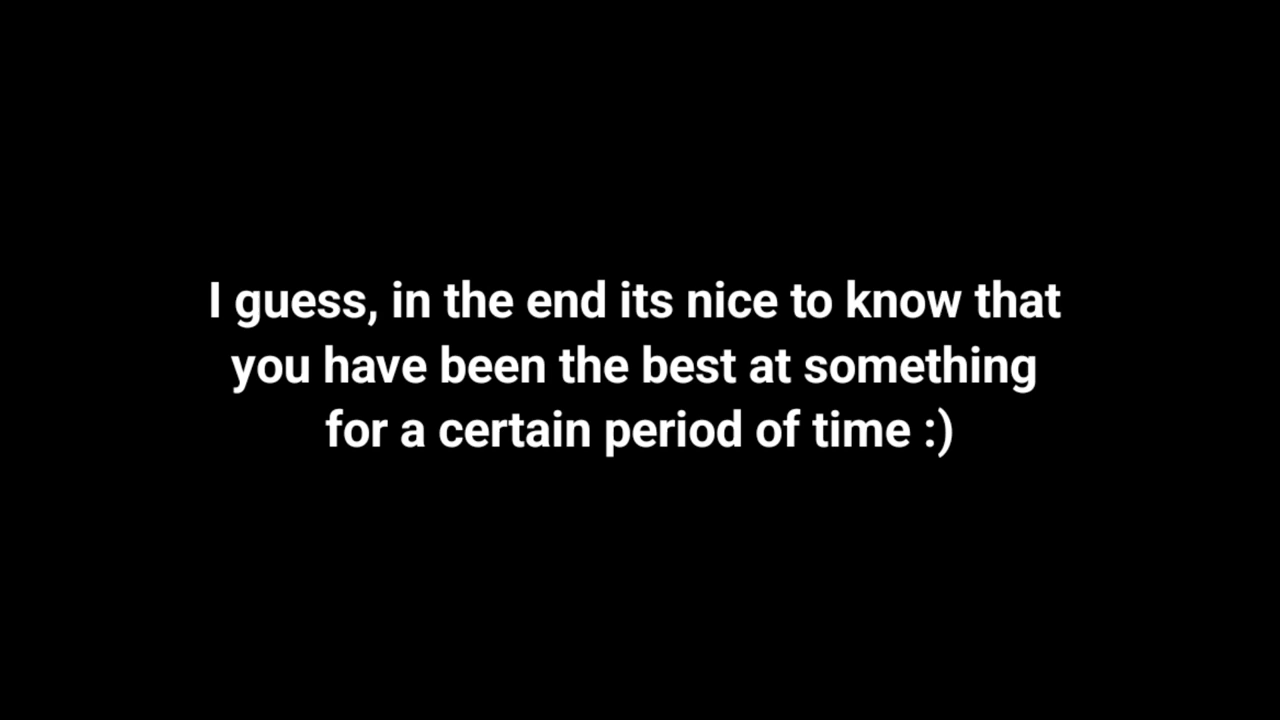 I guess, in the end its nice to know that
you have been the best at something
for a certain period of time :)